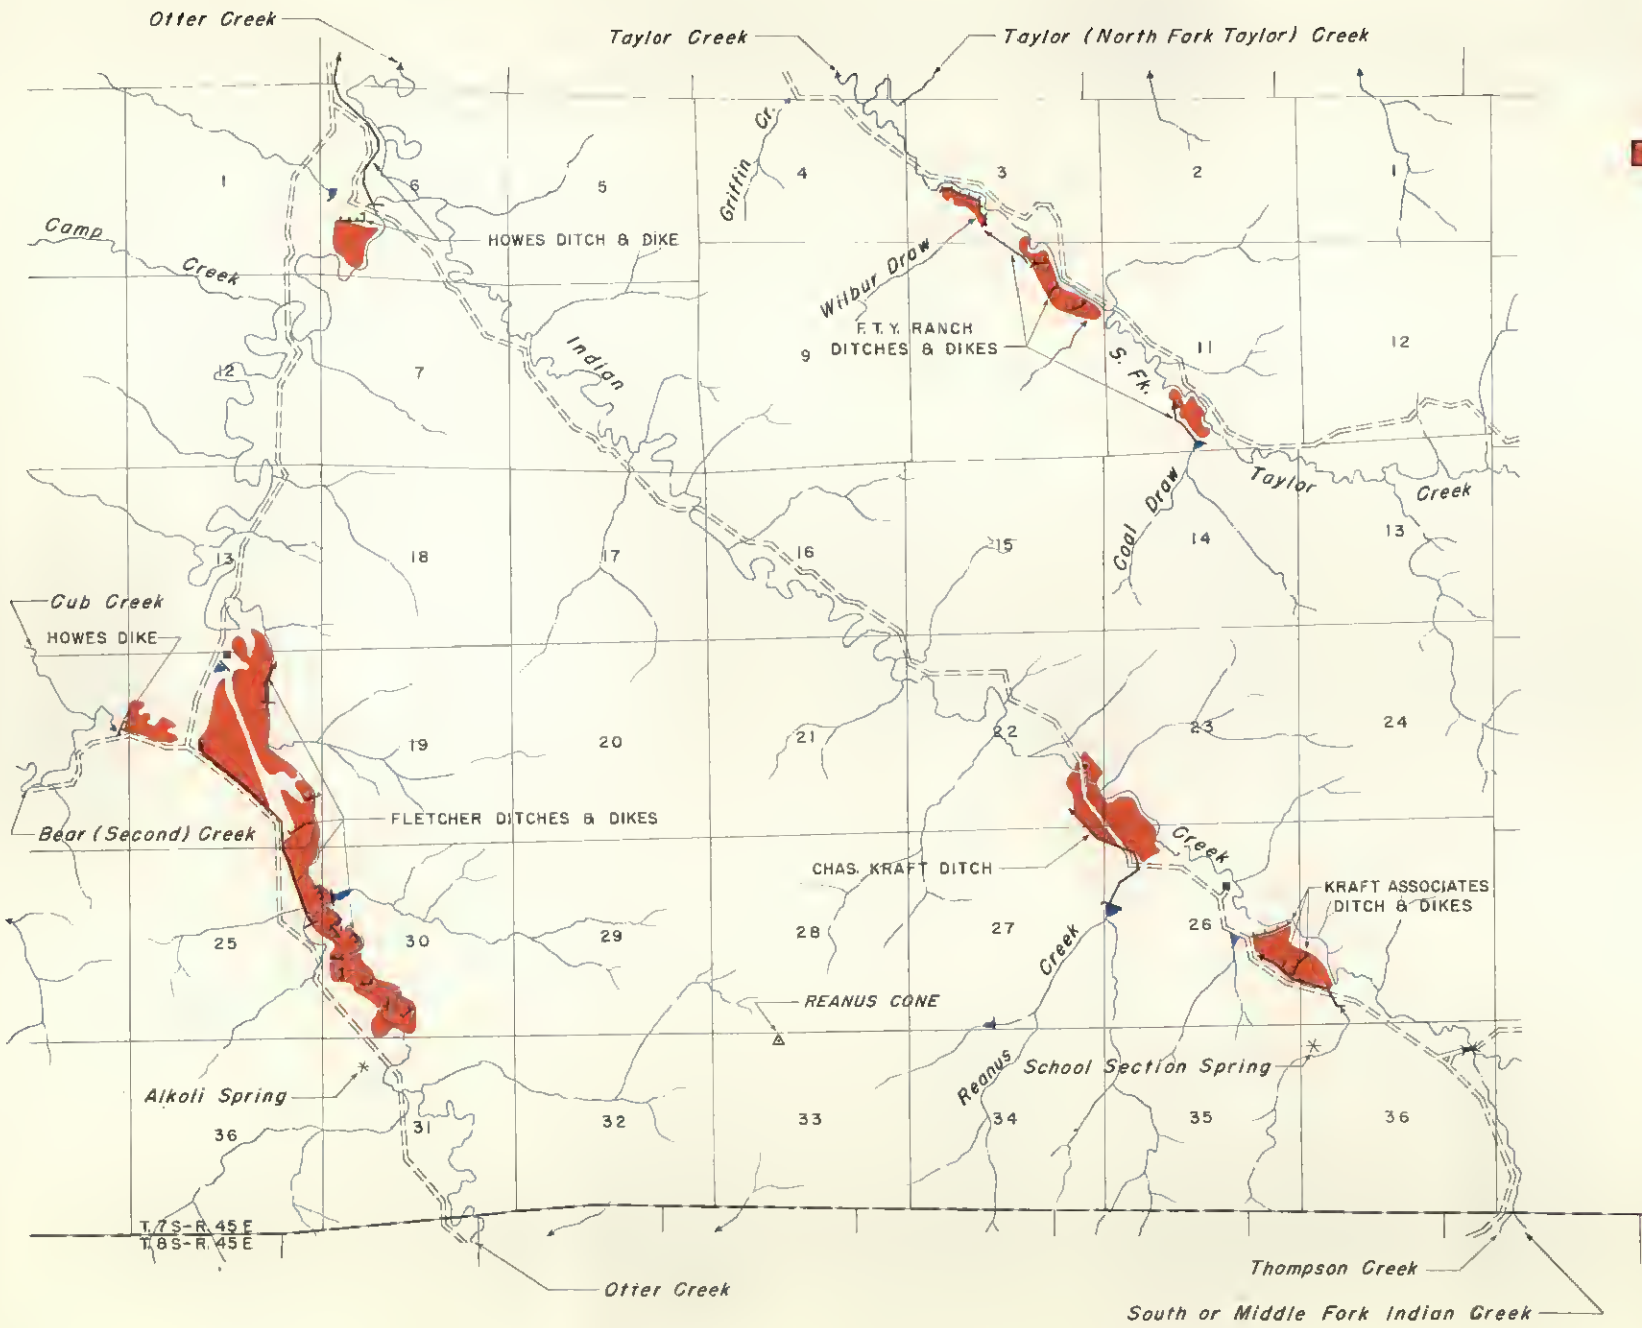 Otter Creek
Taylor Creek
Taylor (North Fork Taylor) Creek
Griffin Cr.
1
6
5
4
3
2
1
Camp
Creek
HOWES DITCH & DIKE
Wilbur Draw
F.T.Y. RANCH
DITCHES & DIKES
12
7
Indian
9
S. Fk.
11
12
Coal Draw
Taylor
Creek
13
18
17
16
15
14
13
Cub Creek
HOWES DIKE
19
20
21
22
23
24
Bear (Second) Creek
FLETCHER DITCHES & DIKES
CHAS. KRAFT DITCH
Creek
KRAFT ASSOCIATES
DITCH & DIKES
25
30
29
28
27
26
Reanus Creek
REANUS CONE
Alkali Spring
School Section Spring
36
31
32
33
34
35
36
T.7S-R.45E
T.8S-R.45E
Otter Creek
Thompson Creek
South or Middle Fork Indian Creek